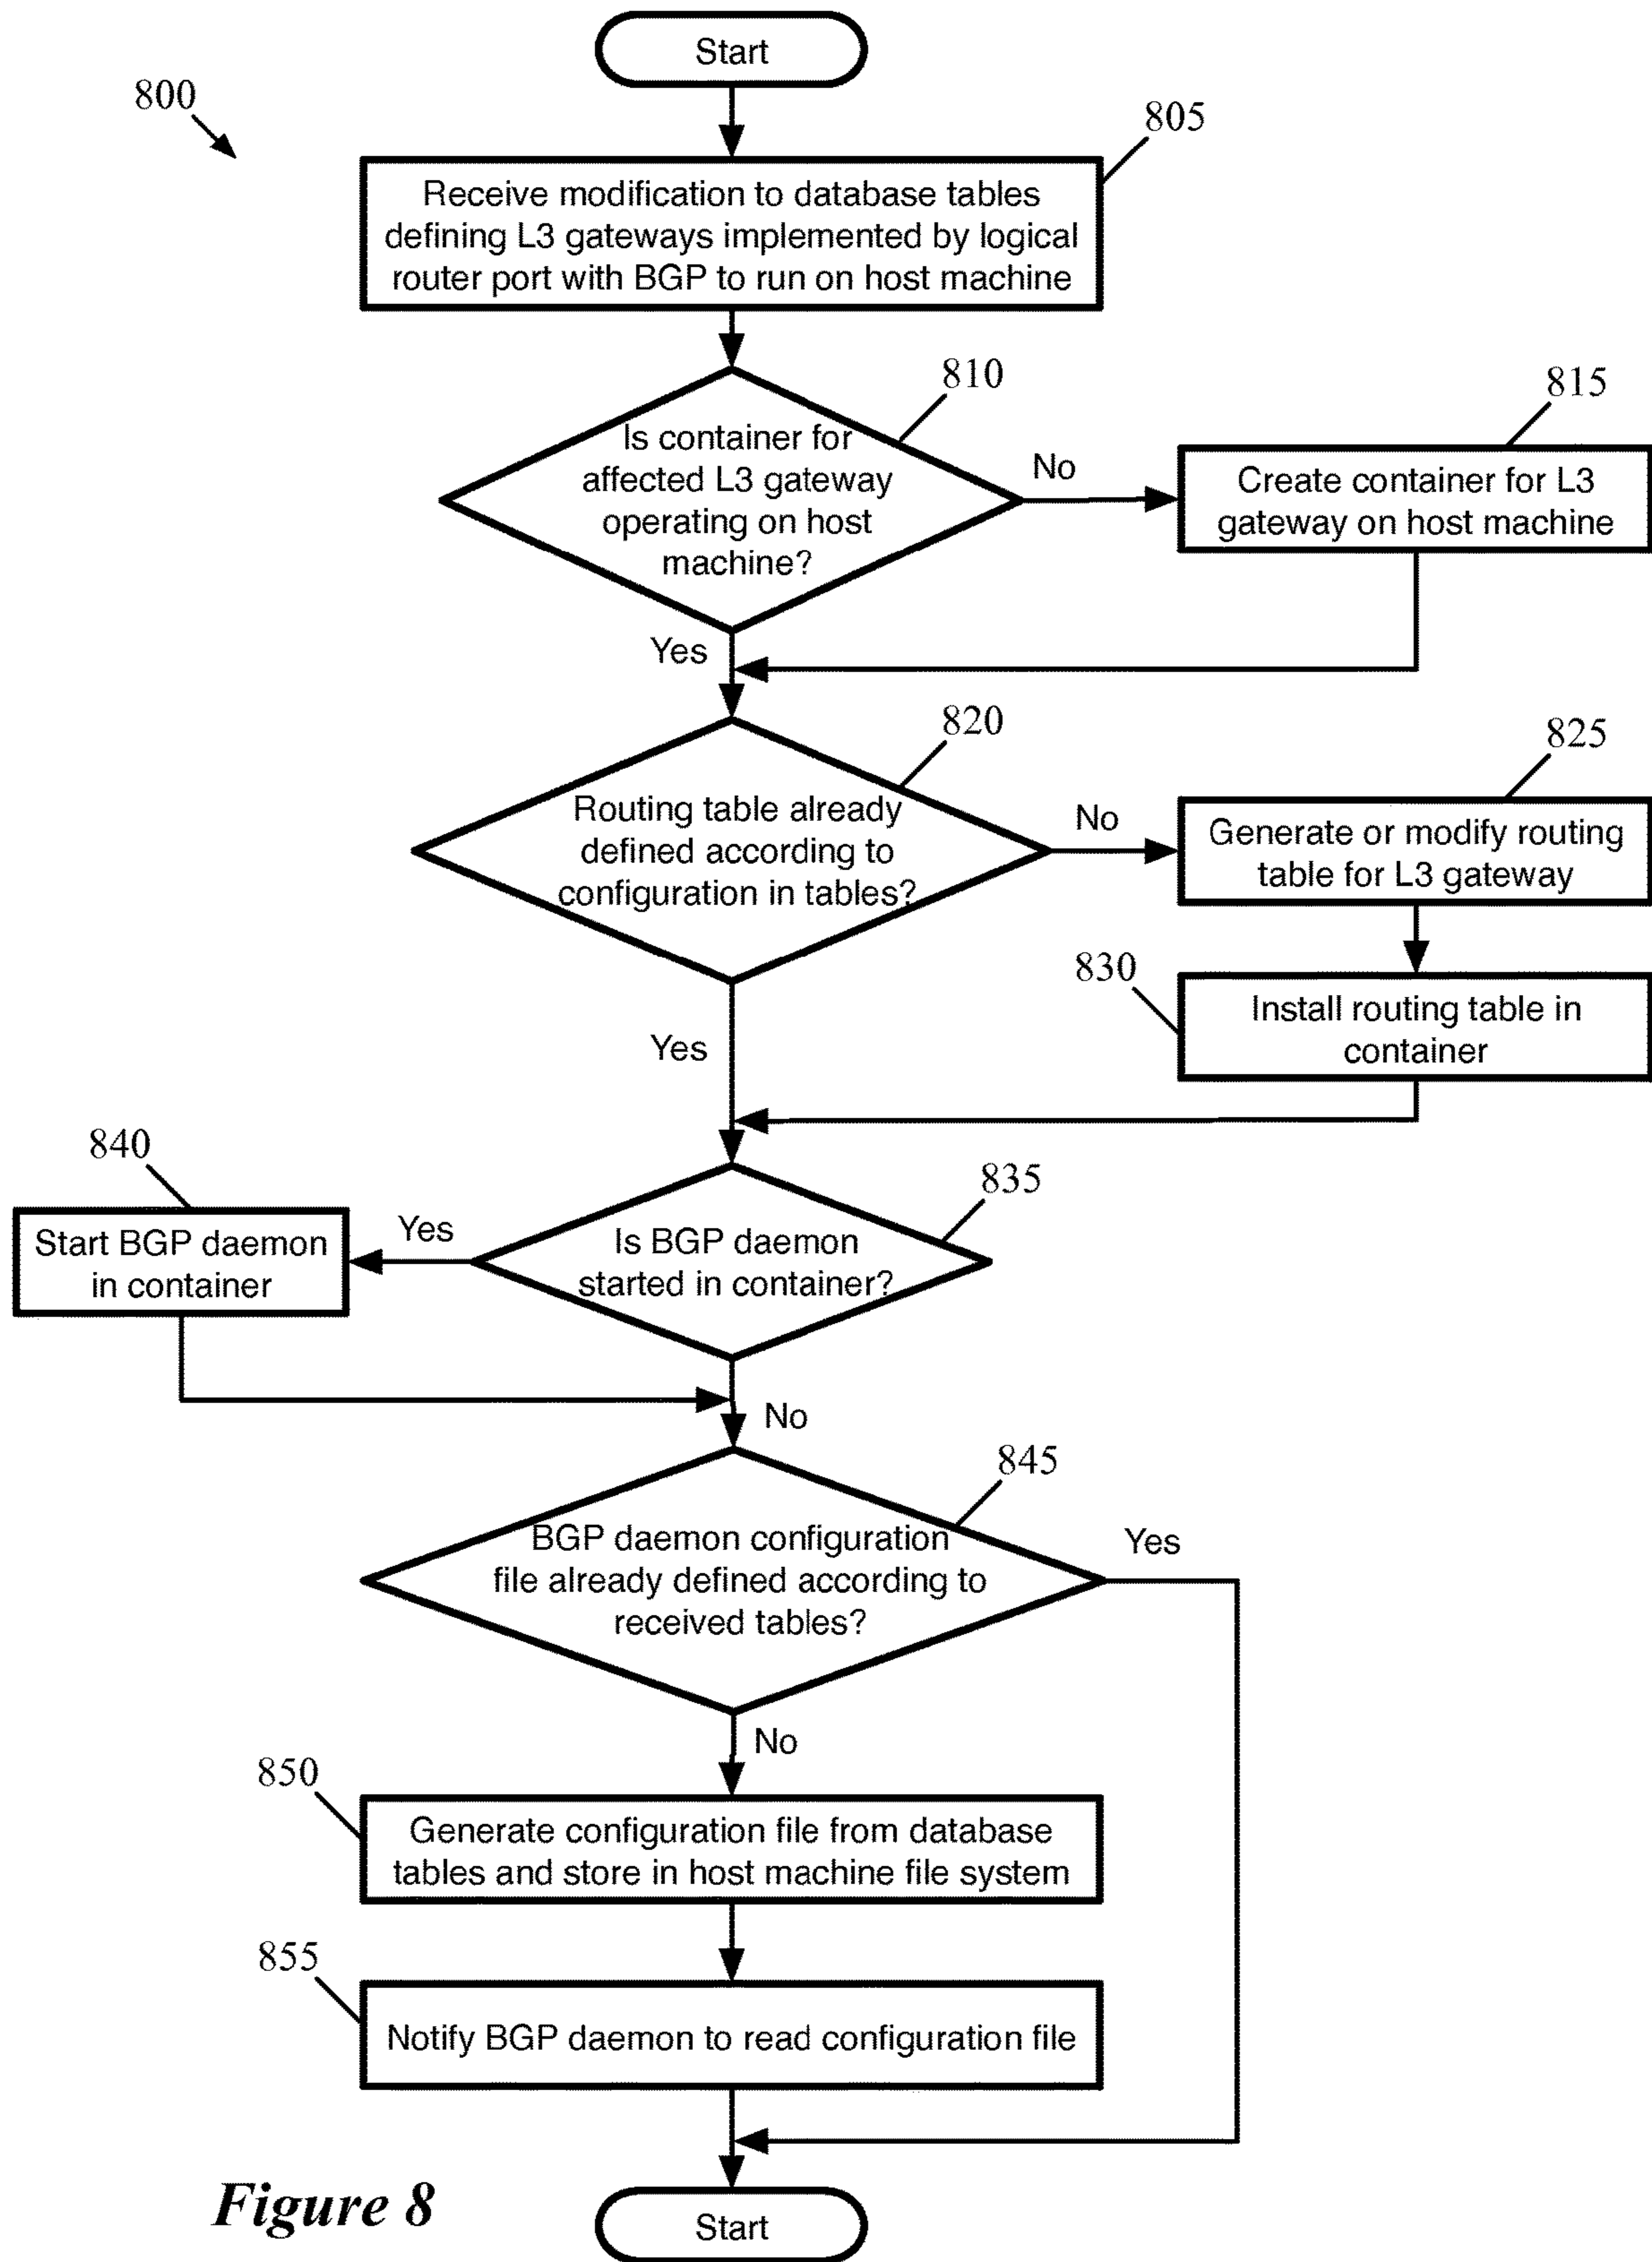 Start
800
805
Receive modification to database tables
defining L3 gateways implemented by logical
router port with BGP to run on host machine
810
Is container for
affected L3 gateway
operating on host
machine?
No
815
Create container for L3
gateway on host machine
Yes
820
Routing table already
defined according to
configuration in tables?
No
825
Generate or modify routing
table for L3 gateway
830
Install routing table in
container
Yes
835
Is BGP daemon
started in container?
Yes
840
Start BGP daemon
in container
No
845
BGP daemon configuration
file already defined according to
received tables?
Yes
No
850
Generate configuration file from database
tables and store in host machine file system
855
Notify BGP daemon to read configuration file
Start
Figure 8